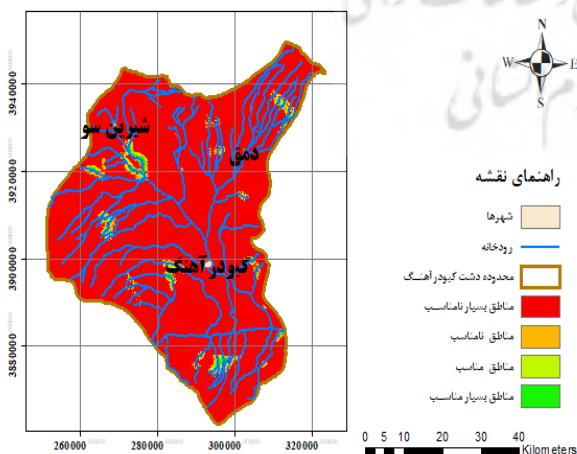 شیرین سو
دمق
کبودرآهنگ
3940000
3920000
3900000
3880000
260000
280000
300000
320000
N
W
E
S
راهنمای نقشه
شهرها
رودخانه
محدوده دشت کبودرآهنگ
مناطق بسیار نامناسب
مناطق نامناسب
مناطق مناسب
مناطق بسیار مناسب
0 5 10 20 30 40
Kilometers